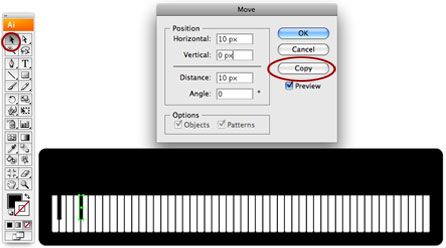 Ai
Move
Position
Horizontal: 10 px
Vertical: 0 px
Distance: 10 px
Angle: 0 °
Options
Objects Patterns
OK
Cancel
Copy
Preview
T